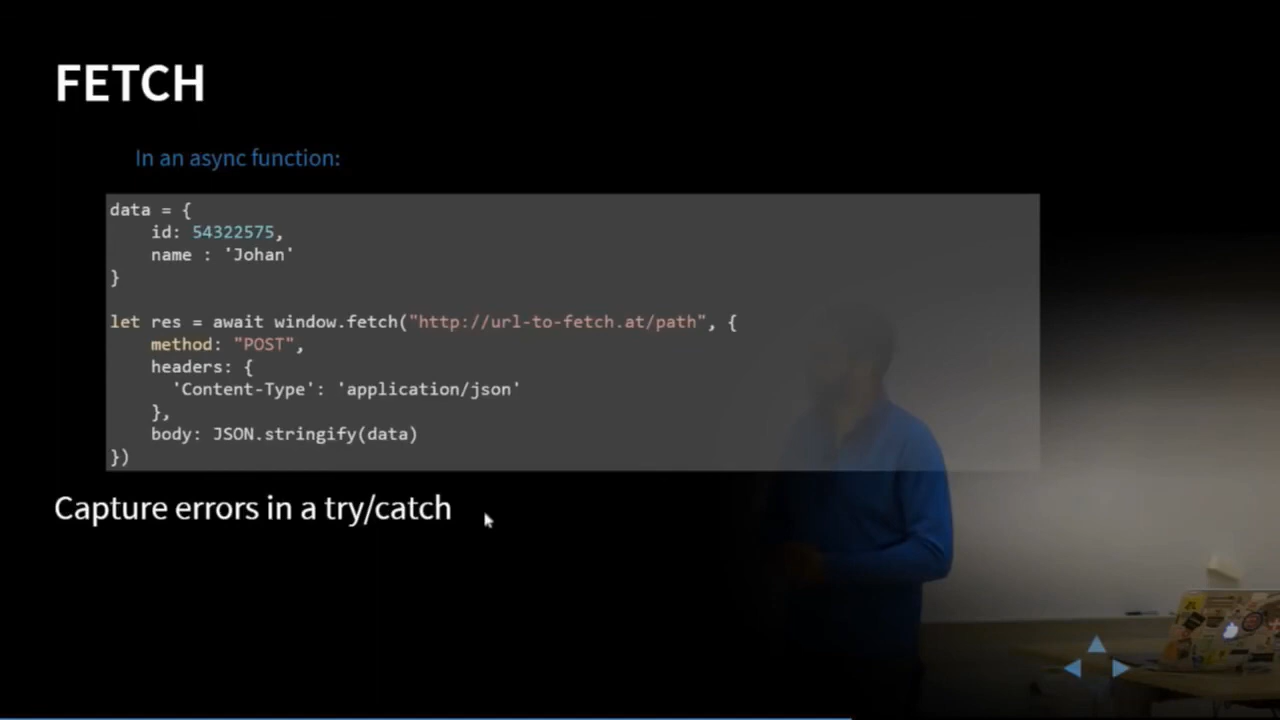 FETCH
In an async function:
data = {
    id: 54322575,
    name : 'Johan'
}
let res = await window.fetch("http://url-to-fetch.at/path", {
    method: "POST",
    headers: {
      'Content-Type': 'application/json'
    },
    body: JSON.stringify(data)
})
Capture errors in a try/catch